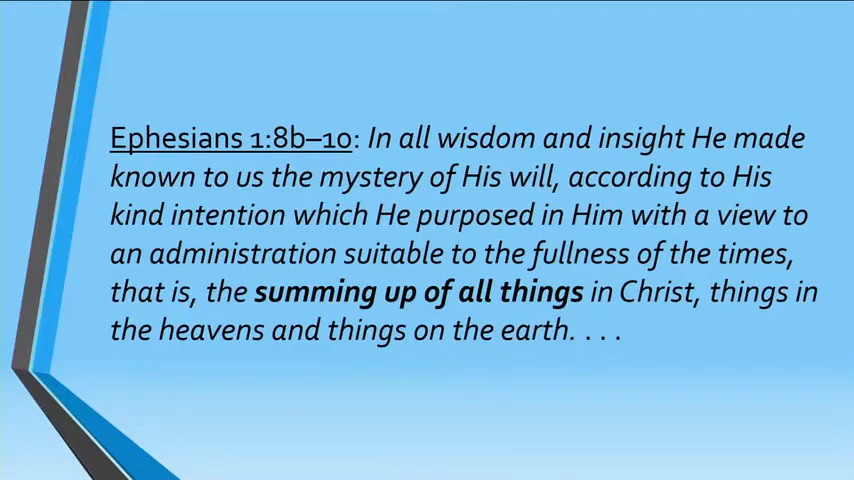 Ephesians 1:8b–10: In all wisdom and insight He made
known to us the mystery of His will, according to His
kind intention which He purposed in Him with a view to
an administration suitable to the fullness of the times,
that is, the summing up of all things in Christ, things in
the heavens and things on the earth. . . .